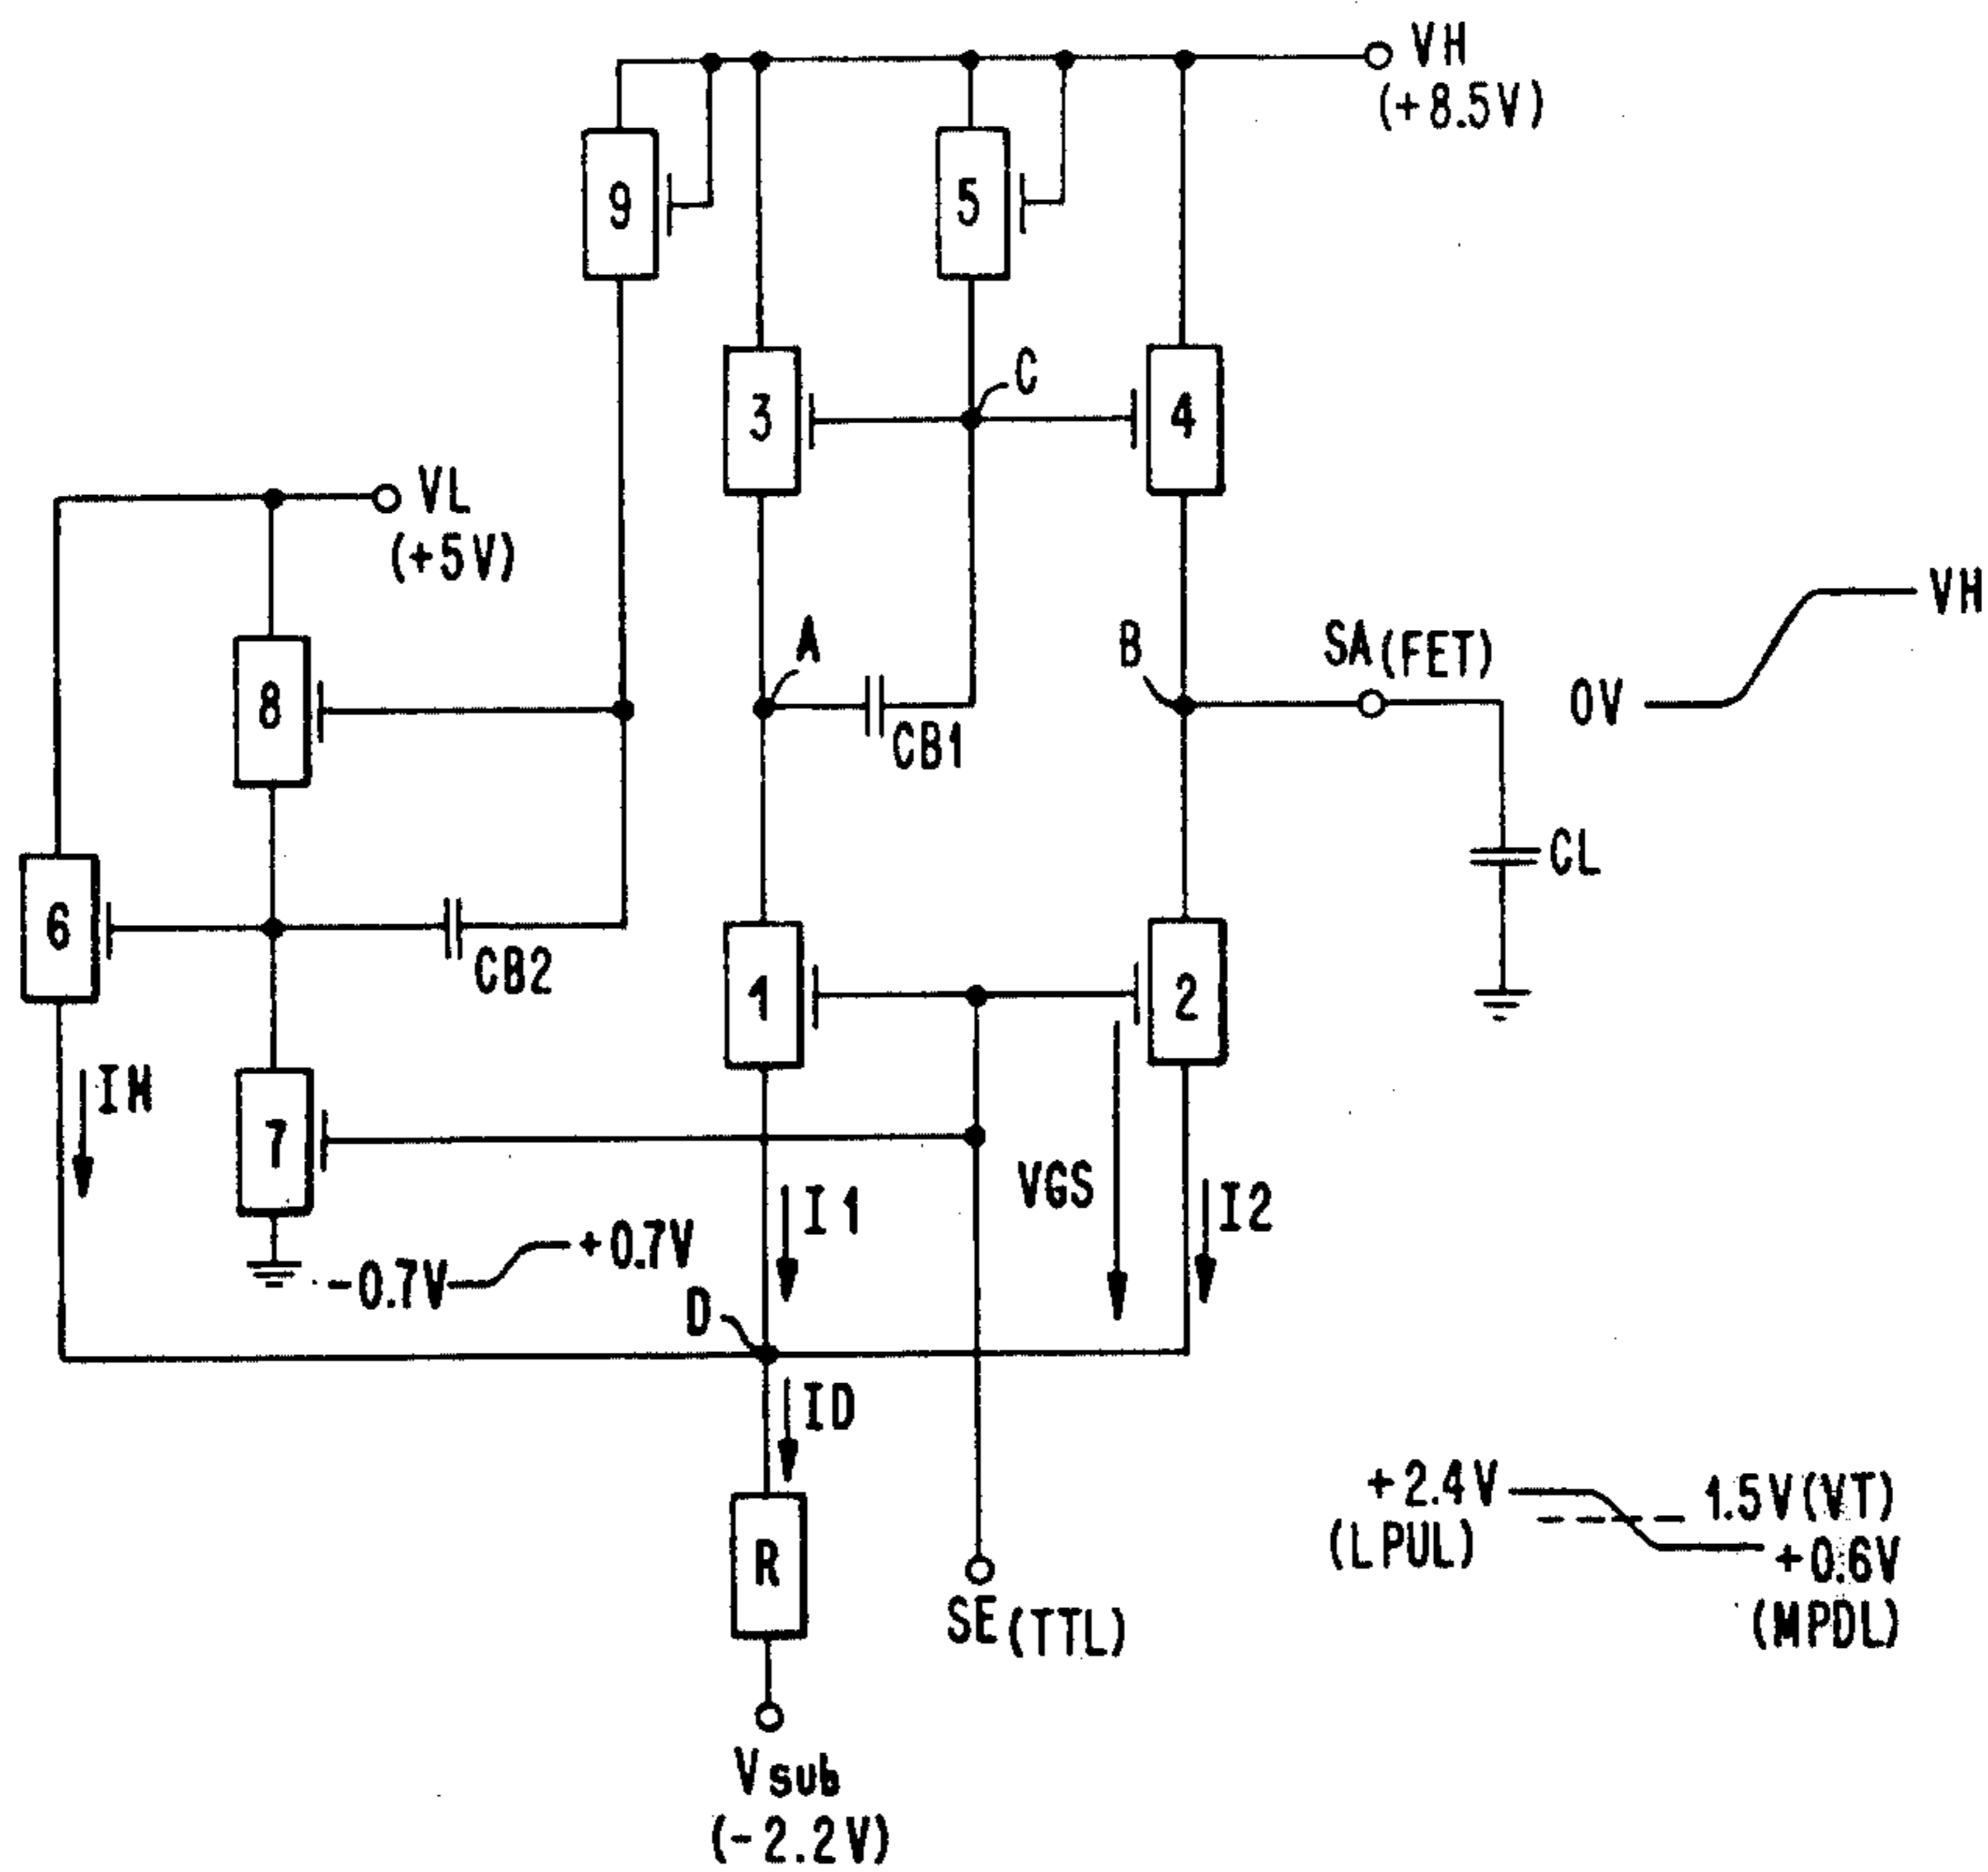 VH
(+8.5V)
9
5
C
3
4
VL
(+5V)
VH
A
B
SA(FET)
0V
8
CB1
CL
6
CB2
1
2
IH
7
VGS
I1
I2
-0.7V
+0.7V
D
ID
+2.4V
(LPUL)
1.5V(VT)
+0.6V
(MPDL)
R
SE(TTL)
Vsub
(-2.2V)